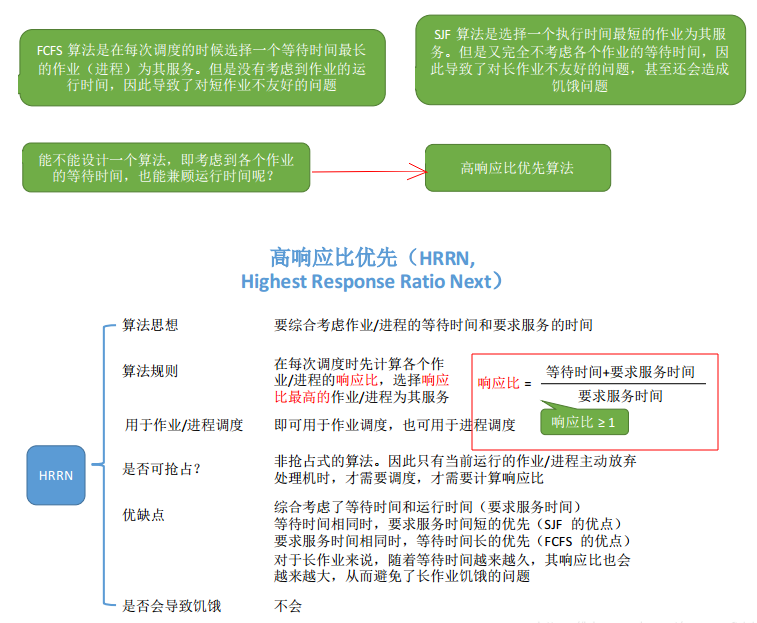 FCFS 算法是在每次调度的时候选择一个等待时间最长
的作业（进程）为其服务。但是没有考虑到作业的运
行时间，因此导致了对短作业不友好的问题
SJF 算法是选择一个执行时间最短的作业为其服
务。但是又完全不考虑各个作业的等待时间，因
此导致了对长作业不友好的问题，甚至还会造成
饥饿问题
能不能设计一个算法，即考虑到各个作业
的等待时间，也能兼顾运行时间呢？
高响应比优先算法
高响应比优先（HRRN,
Highest Response Ratio Next）
HRRN
算法思想
要综合考虑作业/进程的等待时间和要求服务的时间
算法规则
在每次调度时先计算各个作
业/进程的响应比，选择响应
比最高的作业/进程为其服务
响应比 =
等待时间+要求服务时间
要求服务时间
响应比 ≥ 1
用于作业/进程调度
即可用于作业调度，也可用于进程调度
是否可抢占？
非抢占式的算法。因此只有当前运行的作业/进程主动放弃
处理机时，才需要调度，才需要计算响应比
优缺点
综合考虑了等待时间和运行时间（要求服务时间）
等待时间相同时，要求服务时间短的优先（SJF 的优点）
要求服务时间相同时，等待时间长的优先（FCFS 的优点）
对于长作业来说，随着等待时间越来越久，其响应比也会
越来越大，从而避免了长作业饥饿的问题
是否会导致饥饿
不会